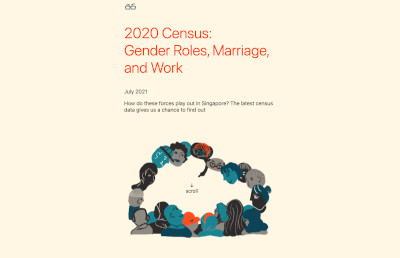 2020 Census:
Gender Roles, Marriage,
and Work
July 2021
How do these forces play out in Singapore? The latest census
data gives us a chance to find out
scroll